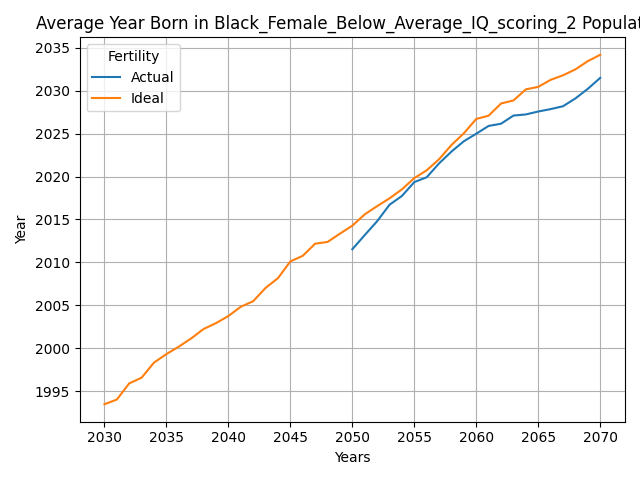 Average Year Born in Black_Female_Below_Average_IQ_scoring_2 Populat
Fertility
Actual
Ideal
Year
2035
2030
2025
2020
2015
2010
2005
2000
1995
2030 2035 2040 2045 2050 2055 2060 2065 2070
Years